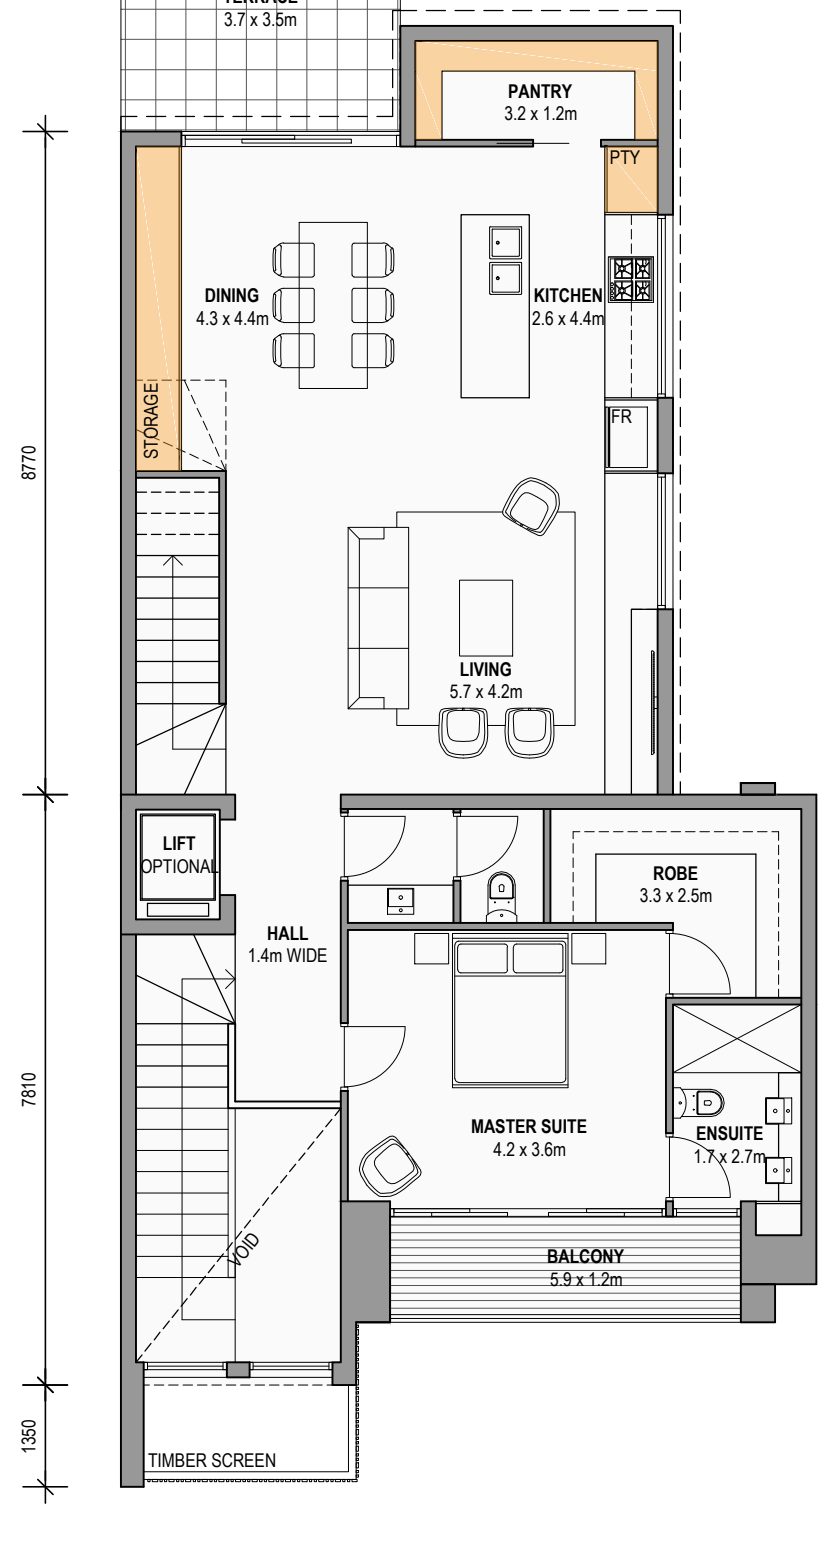 TERRACE
3.7 x 3.5m
PANTRY
3.2 x 1.2m
PTY
DINING
4.3 x 4.4m
KITCHEN
2.6 x 4.4m
STORAGE
FR
8770
LIVING
5.7 x 4.2m
LIFT
OPTIONAL
ROBE
3.3 x 2.5m
HALL
1.4m WIDE
7810
MASTER SUITE
4.2 x 3.6m
ENSUITE
1.7 x 2.7m
VOID
BALCONY
5.9 x 1.2m
1350
TIMBER SCREEN